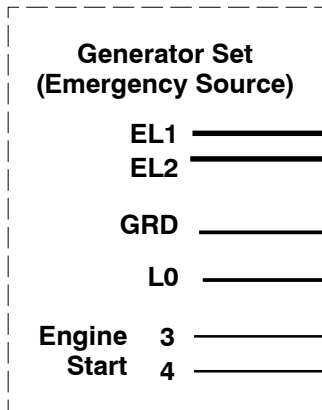 Generator Set
(Emergency Source)
EL1
EL2
GRD
L0
Engine 3
Start 4